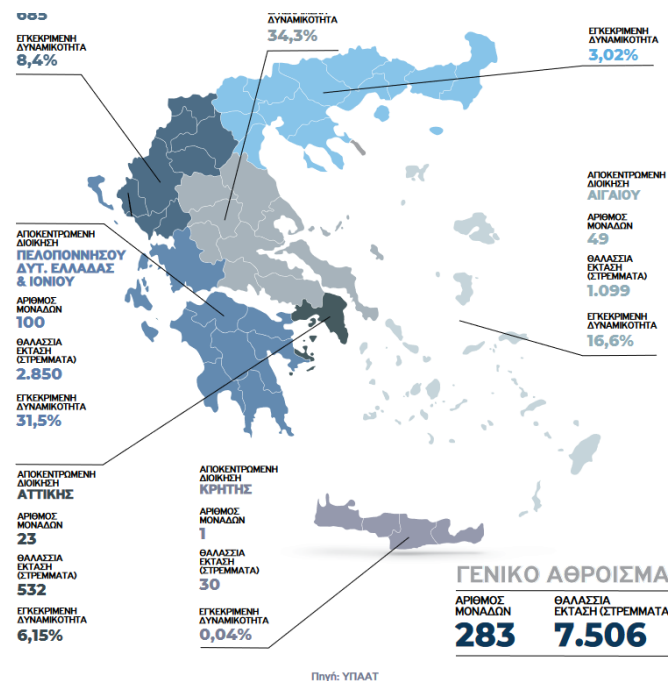 685
ΕΓΚΕΚΡΙΜΕΝΗ
ΔΥΝΑΜΙΚΟΤΗΤΑ
8,4%
ΔΥΝΑΜΙΚΟΤΗΤΑ
34,3%
ΕΓΚΕΚΡΙΜΕΝΗ
ΔΥΝΑΜΙΚΟΤΗΤΑ
3,02%
ΑΠΟΚΕΝΤΡΩΜΕΝΗ
ΔΙΟΙΚΗΣΗ
ΑΙΓΑΙΟΥ
ΑΡΙΘΜΟΣ
ΜΟΝΑΔΩΝ
49
ΘΑΛΑΣΣΙΑ
ΕΚΤΑΣΗ
(ΣΤΡΕΜΜΑΤΑ)
1.099
ΕΓΚΕΚΡΙΜΕΝΗ
ΔΥΝΑΜΙΚΟΤΗΤΑ
16,6%
ΑΠΟΚΕΝΤΡΩΜΕΝΗ
ΔΙΟΙΚΗΣΗ
ΠΕΛΟΠΟΝΝΗΣΟΥ
ΔΥΤ. ΕΛΛΑΔΑΣ
& ΙΟΝΙΟΥ
ΑΡΙΘΜΟΣ
ΜΟΝΑΔΩΝ
100
ΘΑΛΑΣΣΙΑ
ΕΚΤΑΣΗ
(ΣΤΡΕΜΜΑΤΑ)
2.850
ΕΓΚΕΚΡΙΜΕΝΗ
ΔΥΝΑΜΙΚΟΤΗΤΑ
31,5%
ΑΠΟΚΕΝΤΡΩΜΕΝΗ
ΔΙΟΙΚΗΣΗ
ΑΤΤΙΚΗΣ
ΑΡΙΘΜΟΣ
ΜΟΝΑΔΩΝ
23
ΘΑΛΑΣΣΙΑ
ΕΚΤΑΣΗ
(ΣΤΡΕΜΜΑΤΑ)
532
ΕΓΚΕΚΡΙΜΕΝΗ
ΔΥΝΑΜΙΚΟΤΗΤΑ
6,15%
ΑΠΟΚΕΝΤΡΩΜΕΝΗ
ΔΙΟΙΚΗΣΗ
ΚΡΗΤΗΣ
ΑΡΙΘΜΟΣ
ΜΟΝΑΔΩΝ
1
ΘΑΛΑΣΣΙΑ
ΕΚΤΑΣΗ
(ΣΤΡΕΜΜΑΤΑ)
30
ΕΓΚΕΚΡΙΜΕΝΗ
ΔΥΝΑΜΙΚΟΤΗΤΑ
0,04%
ΓΕΝΙΚΟ ΑΘΡΟΙΣΜΑ
ΑΡΙΘΜΟΣ
ΜΟΝΑΔΩΝ
283
ΘΑΛΑΣΣΙΑ
ΕΚΤΑΣΗ (ΣΤΡΕΜΜΑΤΑ
7.506
Πηγή: ΥΠΑΑΤ